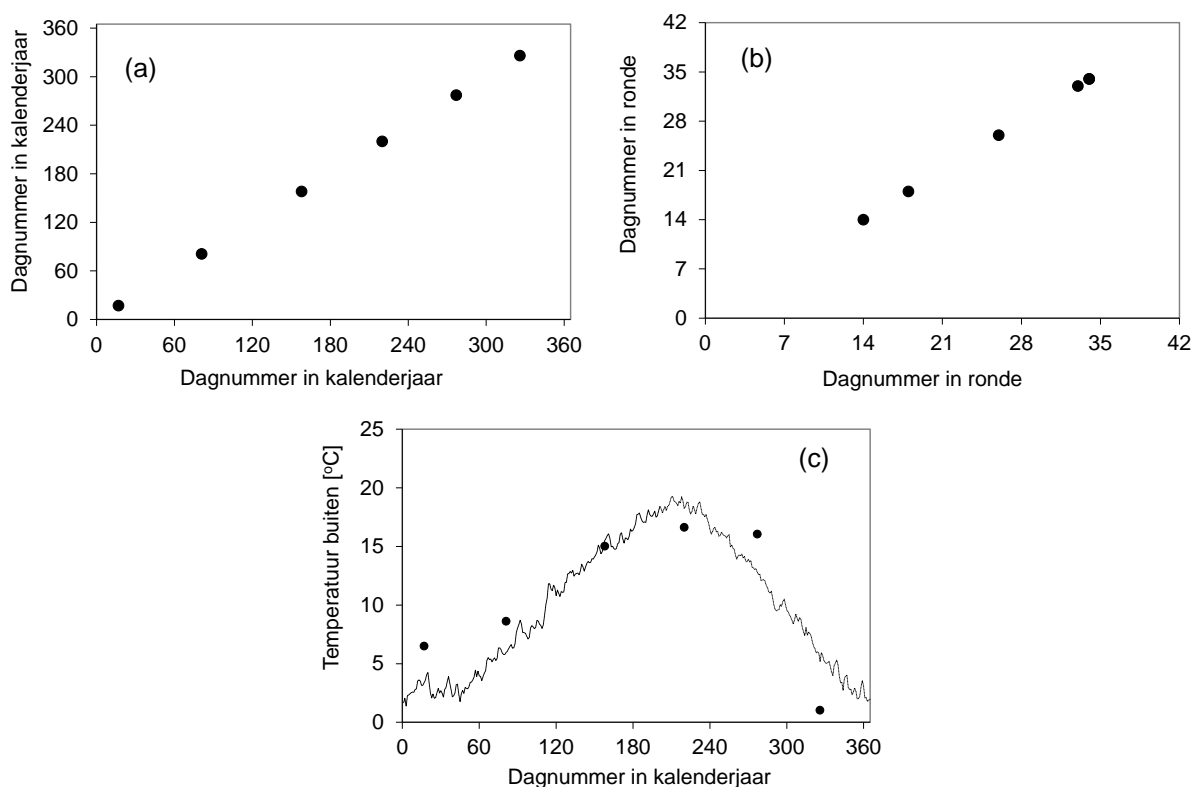 (a)
Dagnummer in kalenderjaar
360
300
240
180
120
60
0
0 60 120 180 240 300 360
Dagnummer in kalenderjaar
(b)
Dagnummer in ronde
42
35
28
21
14
7
0
0 7 14 21 28 35 42
Dagnummer in ronde
(c)
Temperatuur buiten [°C]
25
20
15
10
5
0
0 60 120 180 240 300 360
Dagnummer in kalenderjaar